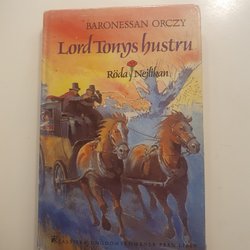 BARONESSAN ORCZY
Lord Tonys hustru
Röda Nejlikan